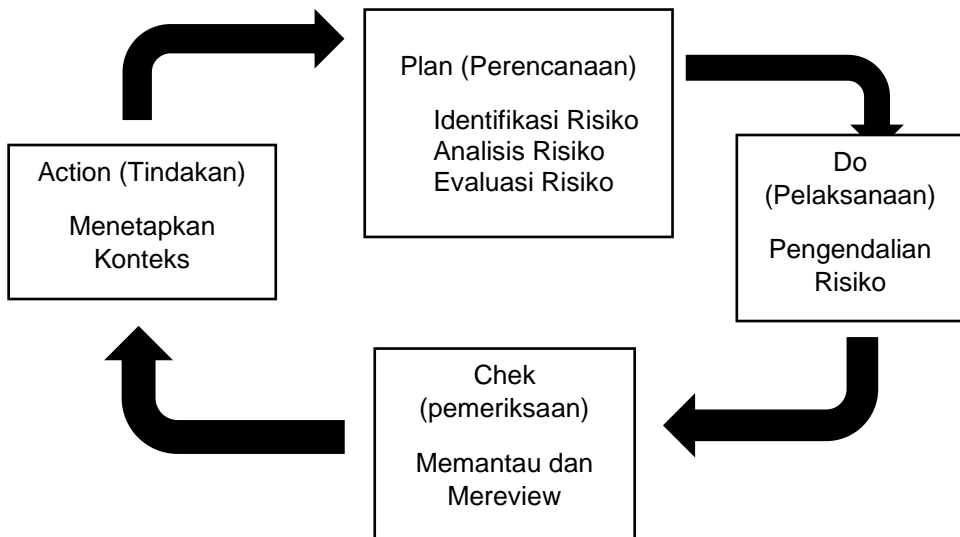 Plan (Perencanaan)
Identifikasi Risiko
Analisis Risiko
Evaluasi Risiko
Do
(Pelaksanaan)
Pengendalian
Risiko
Chek
(pemeriksaan)
Memantau dan
Mereview
Action (Tindakan)
Menetapkan
Konteks